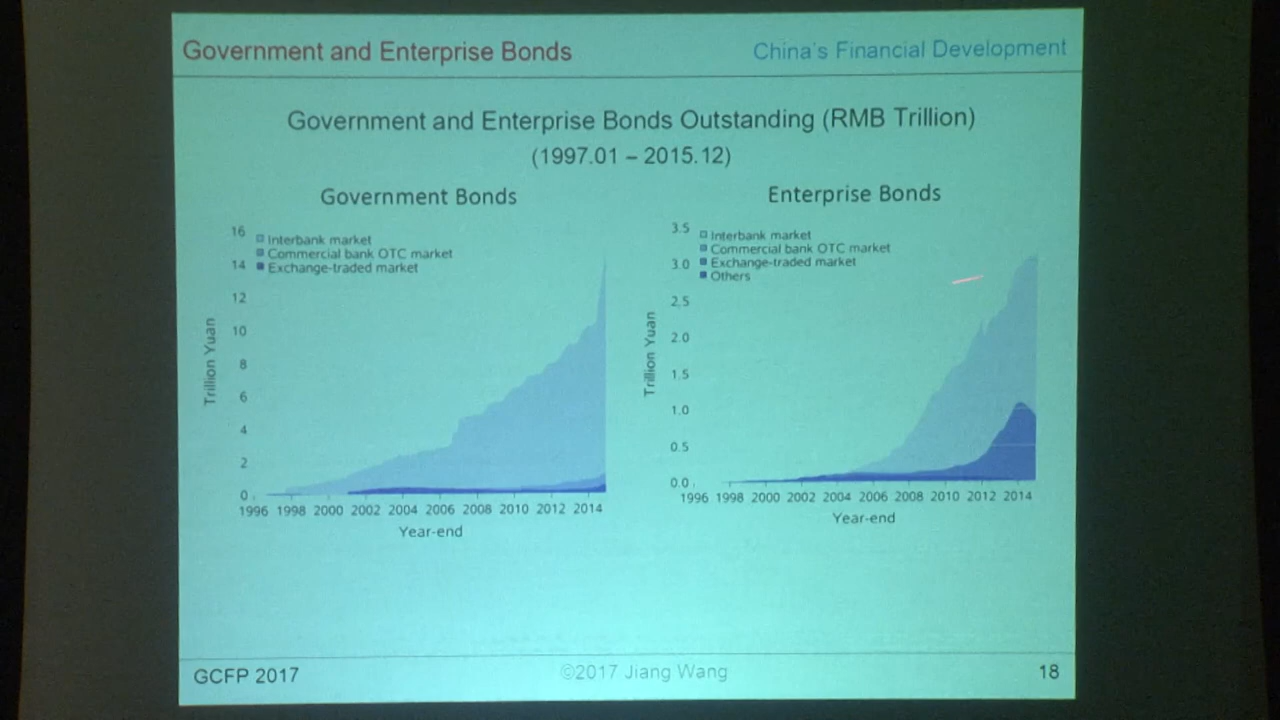 Government and Enterprise Bonds
China's Financial Development
Government and Enterprise Bonds Outstanding (RMB Trillion)
(1997.01 – 2015.12)
Government Bonds
16
14
12
10
8
6
4
2
0
Trillion Yuan
Interbank market
Commercial bank OTC market
Exchange-traded market
1996 1998 2000 2002 2004 2006 2008 2010 2012 2014
Year-end
Enterprise Bonds
3.5
3.0
2.5
2.0
1.5
1.0
0.5
0.0
Trillion Yuan
Interbank market
Commercial bank OTC market
Exchange-traded market
Others
1996 1998 2000 2002 2004 2006 2008 2010 2012 2014
Year-end
GCFP 2017
©2017 Jiang Wang
18